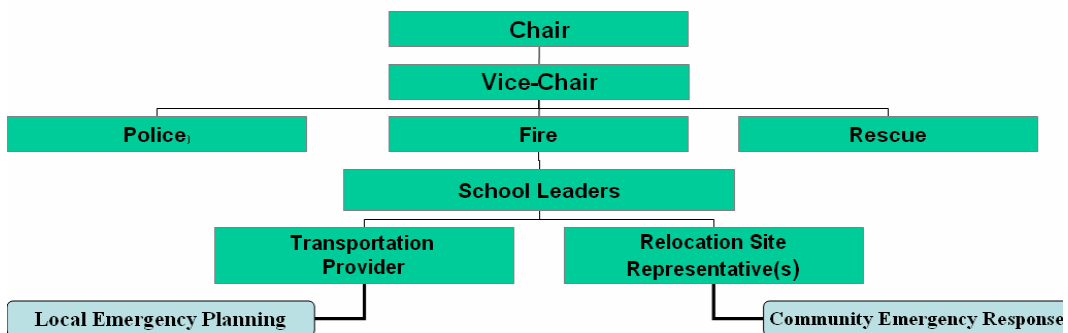 Chair
Vice-Chair
Police)
Fire
Rescue
School Leaders
Transportation
Provider
Relocation Site
Representative(s)
Local Emergency Planning
Community Emergency Response